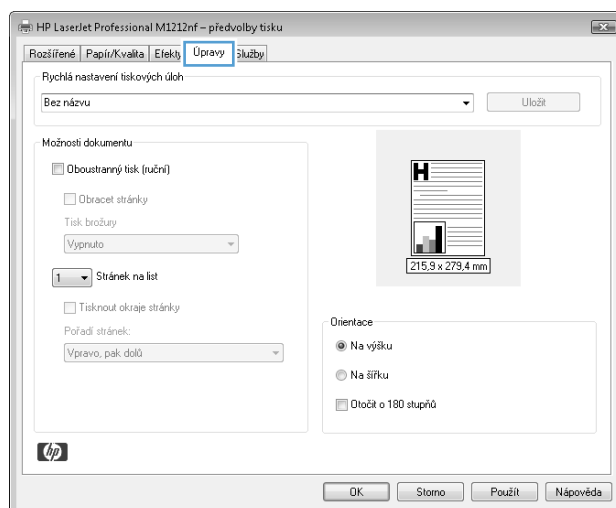 HP LaserJet Professional M1212nf – předvolby tisku
Rozšířené Papír/Kvalita Efekty Úpravy Služby
Rychlá nastavení tiskových úloh
Bez názvu
Uložit
Možnosti dokumentu
Oboustranný tisk (ruční)
Obracet stránky
Tisk brožury
Vypnuto
1 Stránek na list
Tisknout okraje stránky
Pořadí stránek:
Vpravo, pak dolů
H
215,9 x 279,4 mm
Orientace
Na výšku
Na šířku
Otočit o 180 stupňů
hp
OK Storno Použít Nápověda